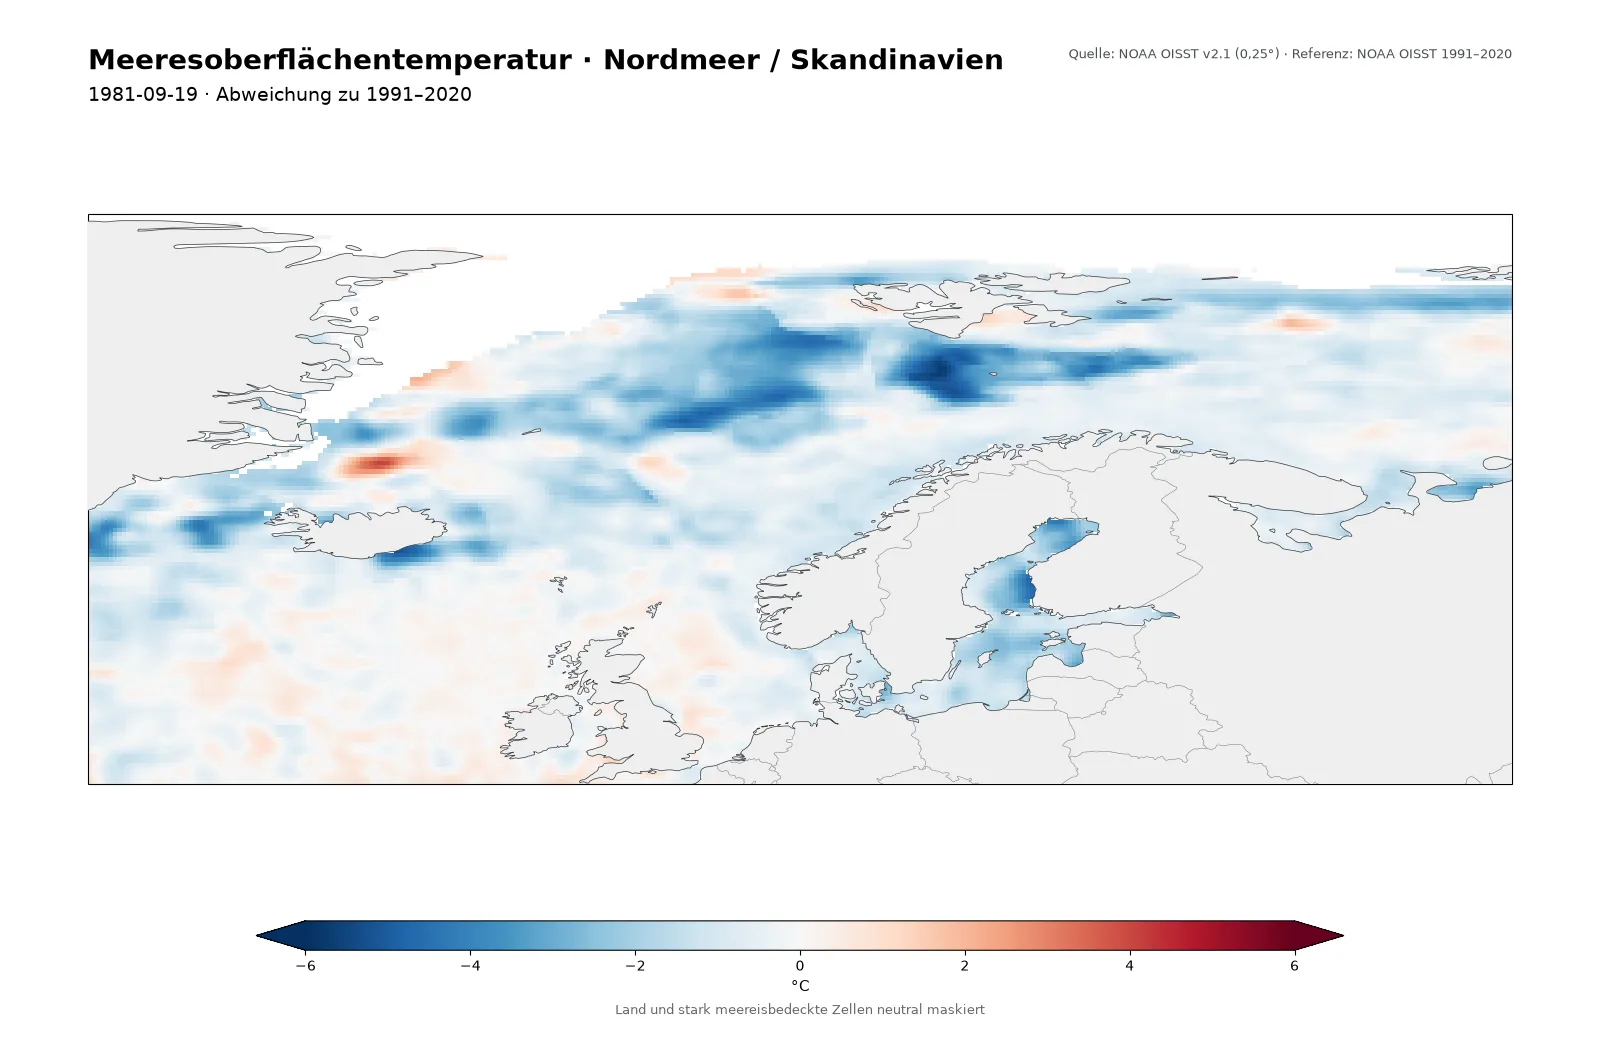 Meeresoberflächentemperatur · Nordmeer / Skandinavien
Quelle: NOAA OISST v2.1 (0,25°) · Referenz: NOAA OISST 1991–2020
1981-09-19 · Abweichung zu 1991–2020
−6 −4 −2 0 2 4 6
°C
Land und stark meereisbedeckte Zellen neutral maskiert